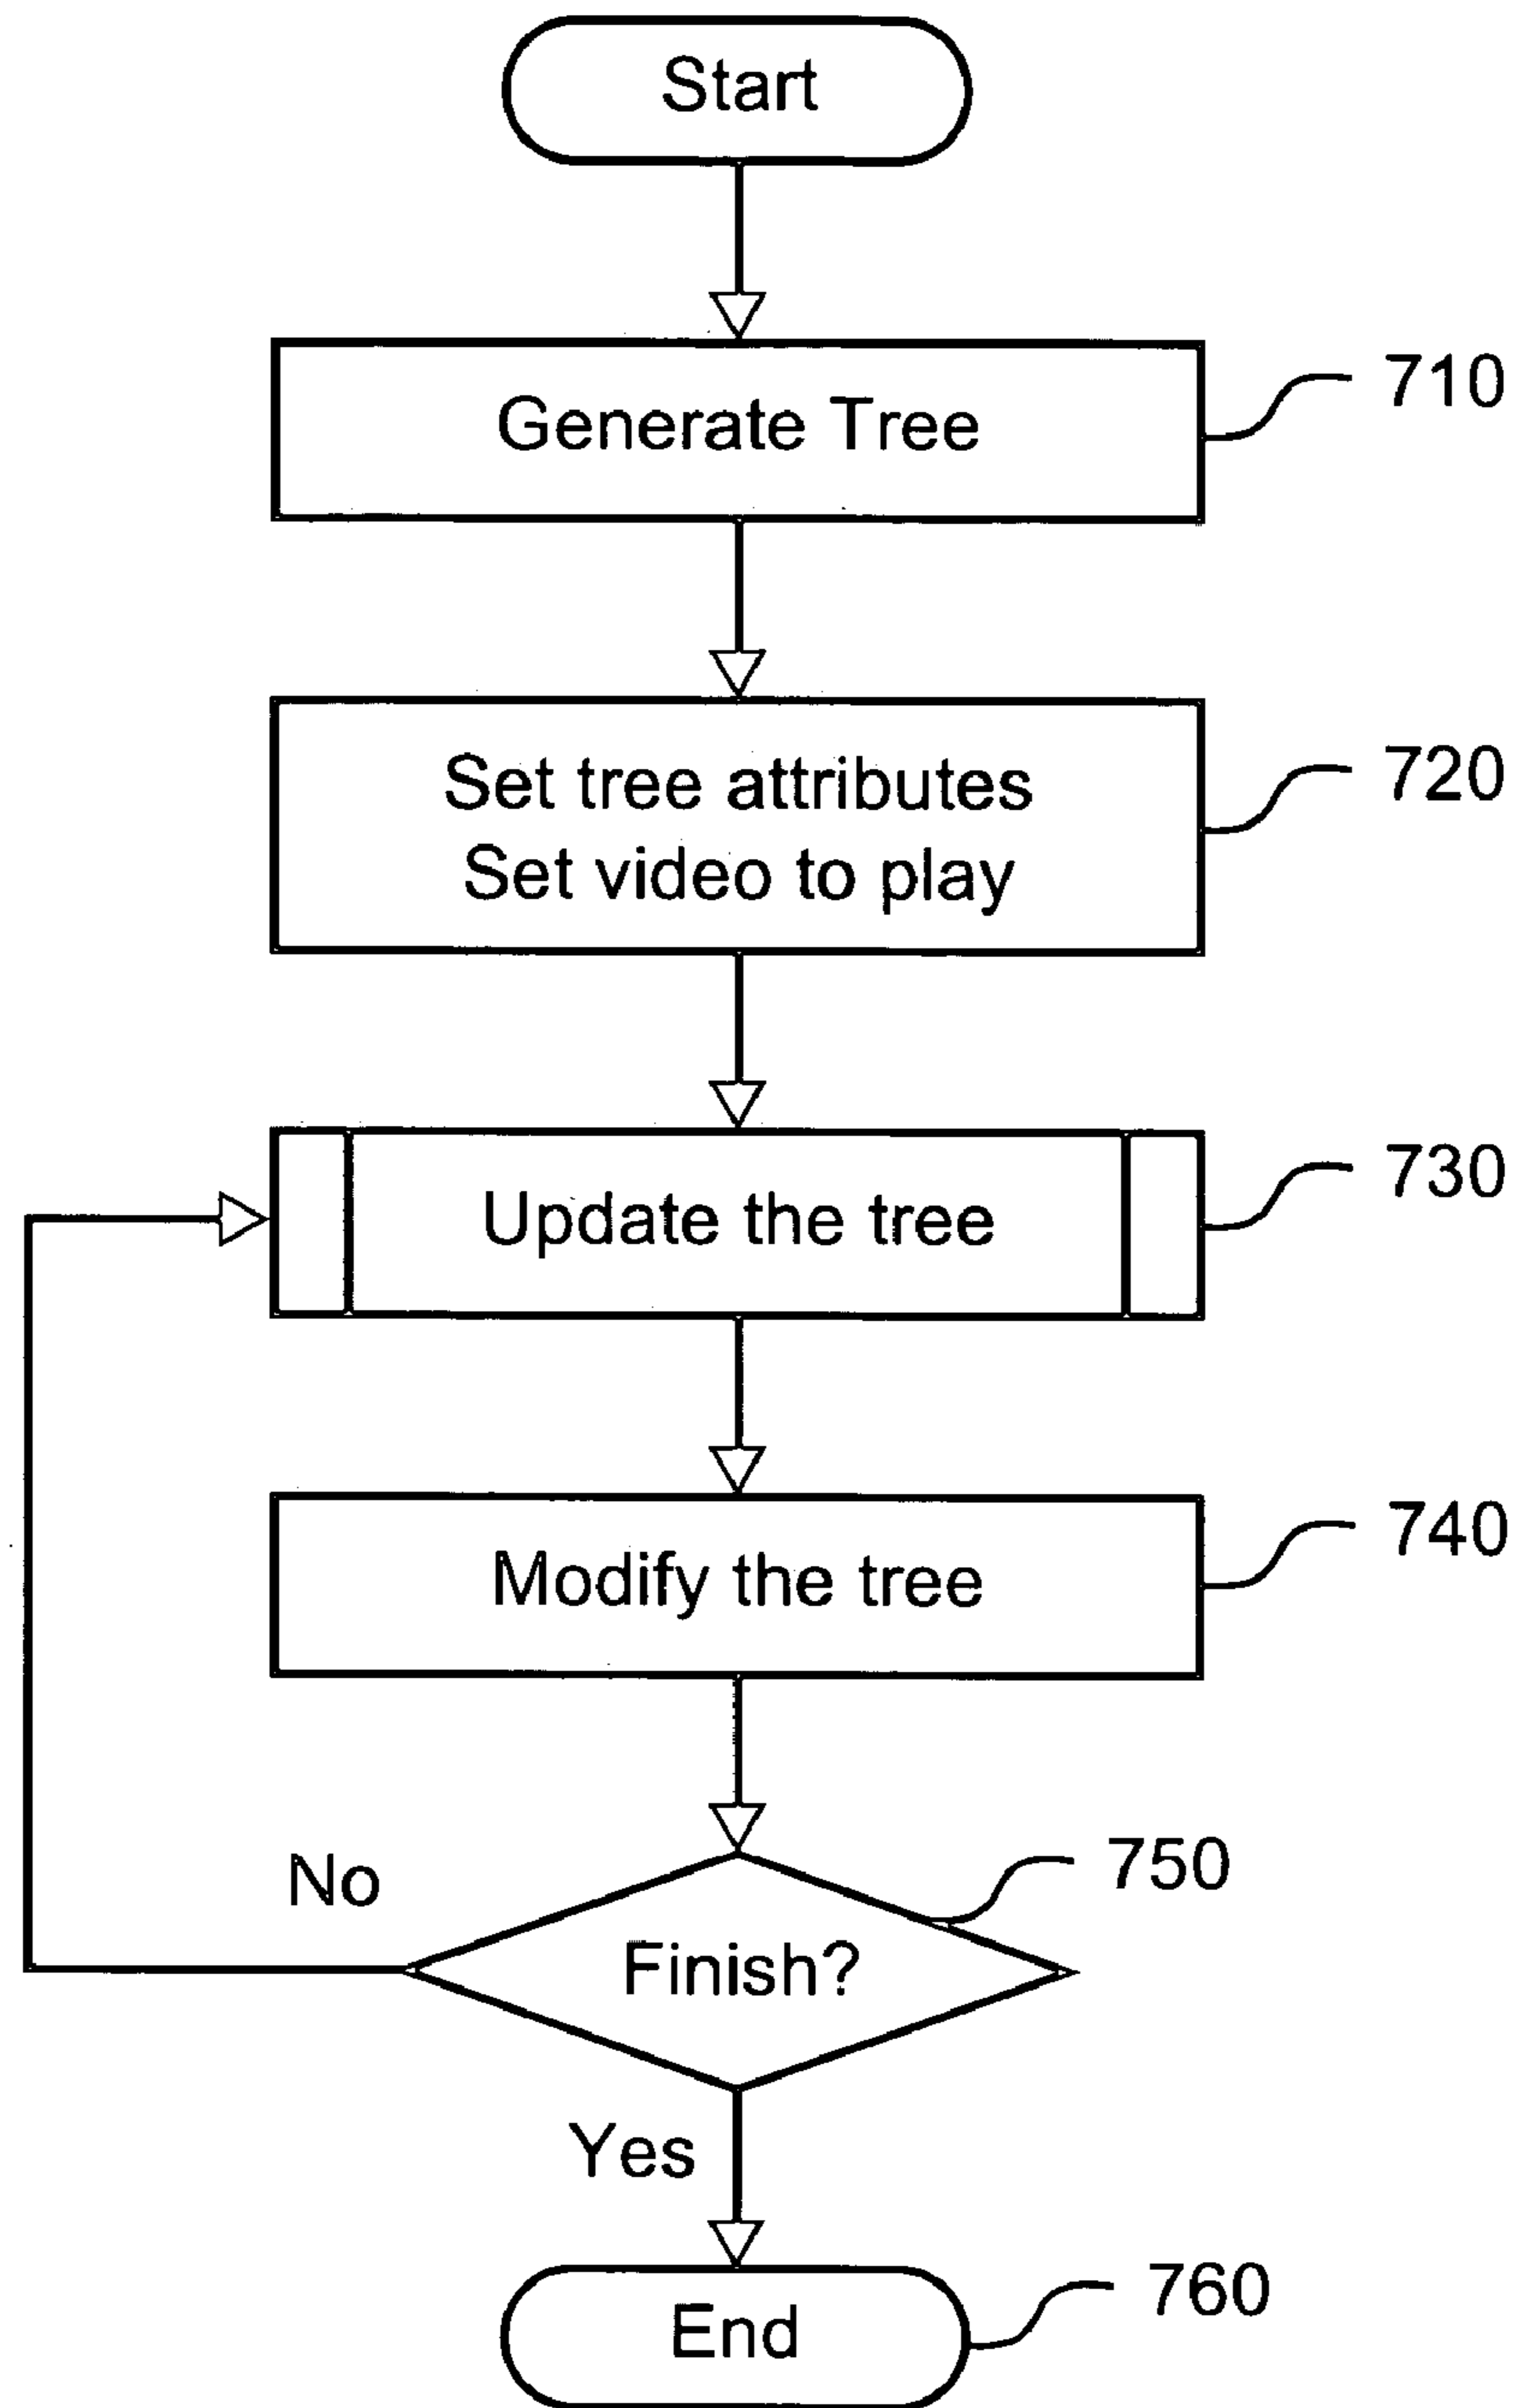 Start
Generate Tree
710
Set tree attributes
Set video to play
720
Update the tree
730
Modify the tree
740
Finish?
750
No
Yes
End
760